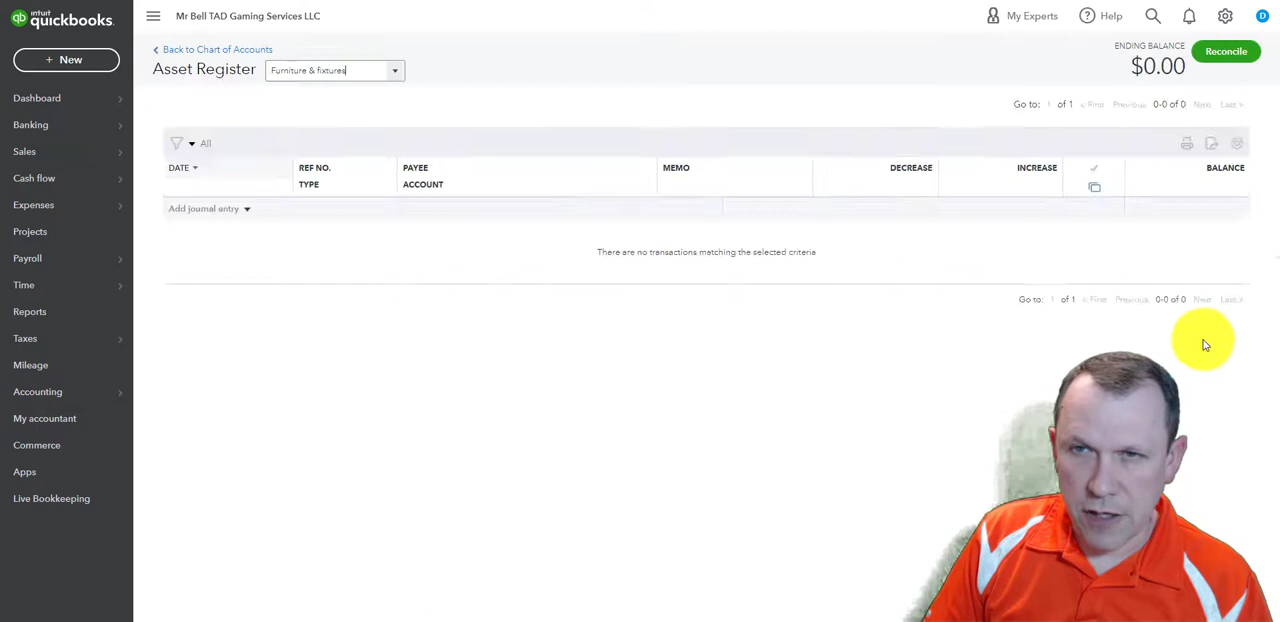 intuit
qb quickbooks.
Mr Bell TAD Gaming Services LLC
My Experts
Help
D
+ New
Back to Chart of Accounts
Asset Register
Furniture & fixtures
ENDING BALANCE
$0.00
Reconcile
Dashboard
Banking
Sales
Cash flow
Expenses
Projects
Payroll
Time
Reports
Taxes
Mileage
Accounting
My accountant
Commerce
Apps
Live Bookkeeping
Go to: 1 of 1 < First Previous 0-0 of 0 Next Last >
All
DATE REF NO. PAYEE MEMO DECREASE INCREASE BALANCE
TYPE ACCOUNT
Add journal entry
There are no transactions matching the selected criteria
Go to: 1 of 1 < First Previous 0-0 of 0 Next Last >